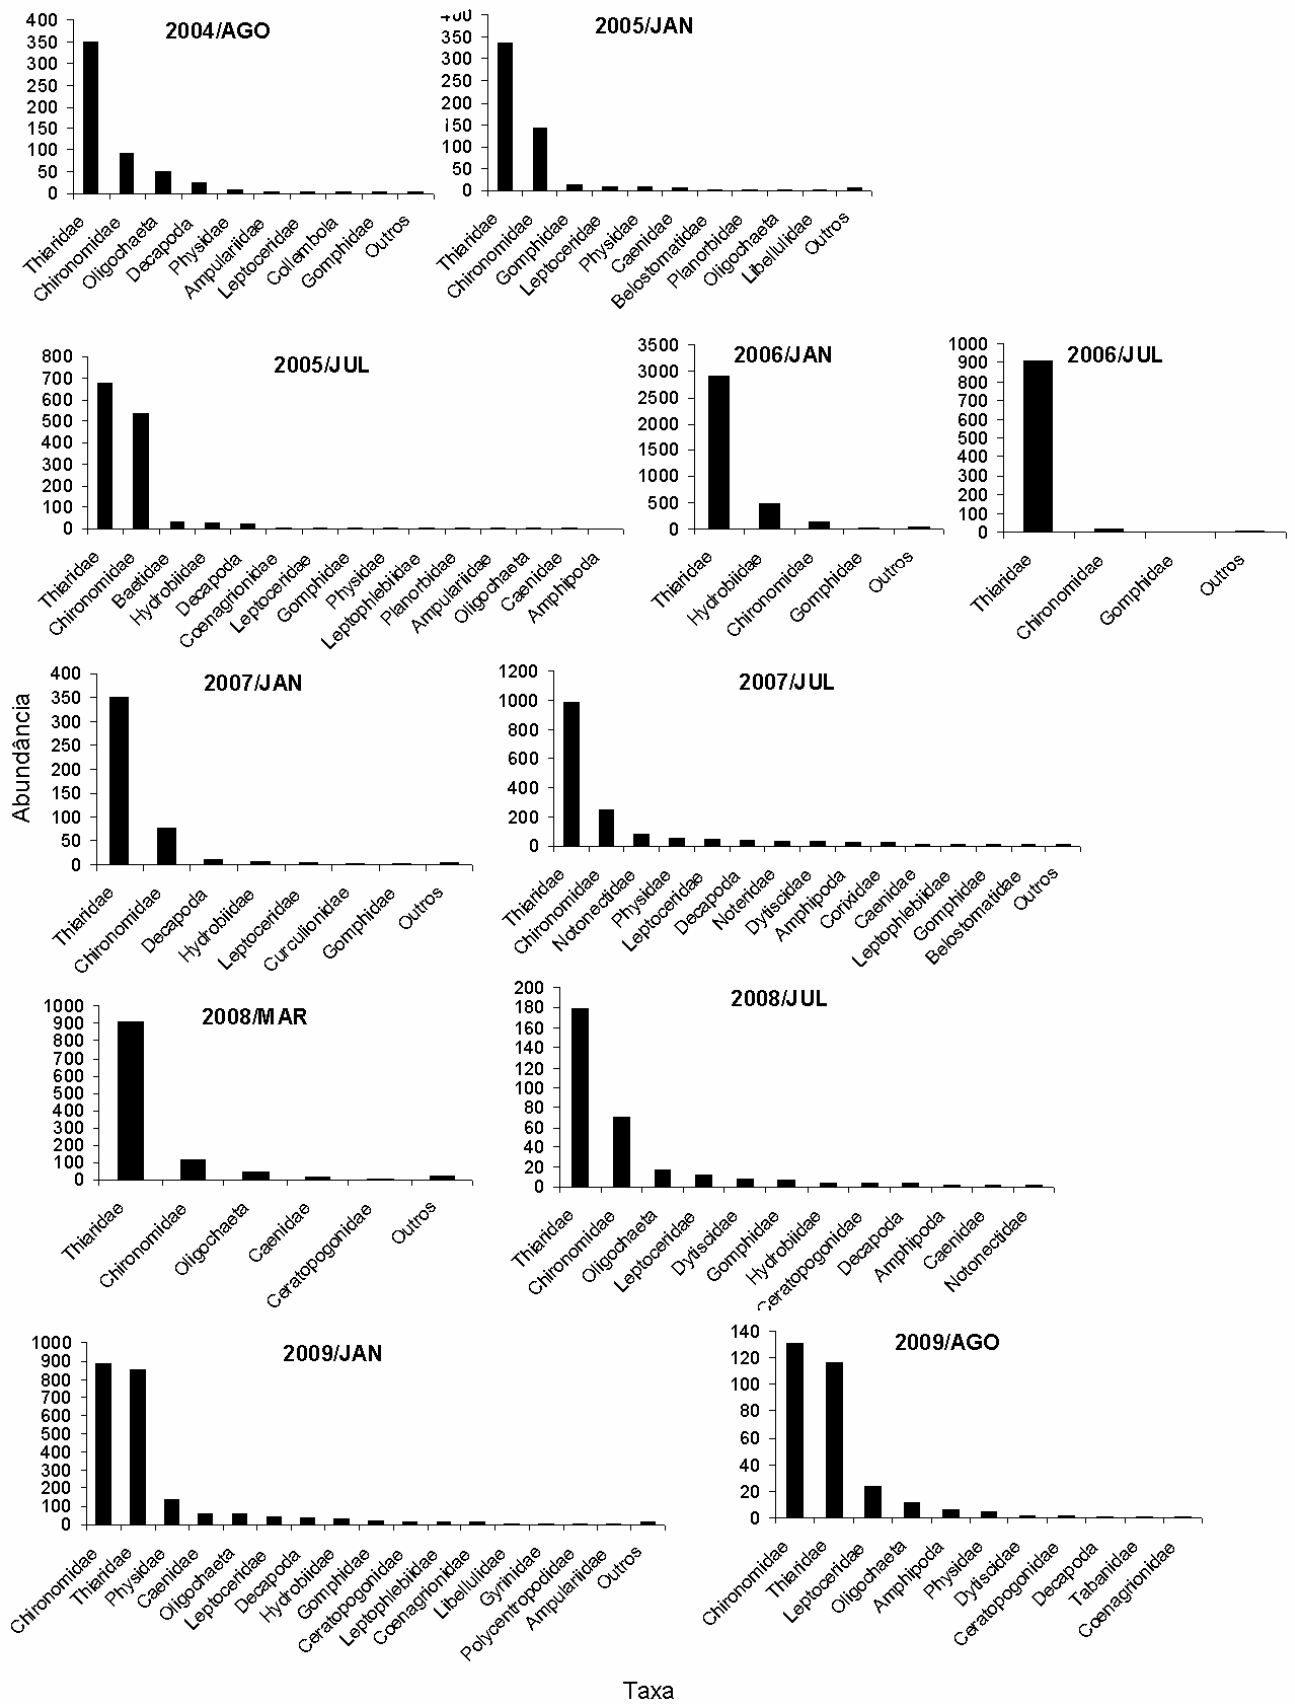 2004/AGO
400
350
300
250
200
150
100
50
0
Thiaridae
Chironomidae
Oligochaeta
Decapoda
Physidae
Ampulariidae
Leptoceridae
Collembola
Gomphidae
Outros
2005/JAN
400
350
300
250
200
150
100
50
0
Thiaridae
Chironomidae
Gomphidae
Leptoceridae
Physidae
Caenidae
Belostomatidae
Planorbidae
Oligochaeta
Libellulidae
Outros
2005/JUL
800
700
600
500
400
300
200
100
0
Thiaridae
Chironomidae
Baetidae
Hydrobiidae
Decapoda
Coenagrionidae
Leptoceridae
Gomphidae
Physidae
Leptophlebiidae
Planorbidae
Ampulariidae
Oligochaeta
Caenidae
Amphipoda
2006/JAN
3500
3000
2500
2000
1500
1000
500
0
Thiaridae
Hydrobiidae
Chironomidae
Gomphidae
Outros
2006/JUL
1000
900
800
700
600
500
400
300
200
100
0
Thiaridae
Chironomidae
Gomphidae
Outros
Abundância
2007/JAN
400
350
300
250
200
150
100
50
0
Thiaridae
Chironomidae
Decapoda
Hydrobiidae
Leptoceridae
Curculionidae
Gomphidae
Outros
2007/JUL
1200
1000
800
600
400
200
0
Thiaridae
Chironomidae
Notonectidae
Physidae
Leptoceridae
Decapoda
Noteridae
Dytiscidae
Amphipoda
Corixidae
Caenidae
Leptophlebiidae
Gomphidae
Belostomatidae
Outros
2008/MAR
1000
900
800
700
600
500
400
300
200
100
0
Thiaridae
Chironomidae
Oligochaeta
Caenidae
Ceratopogonidae
Outros
2008/JUL
200
180
160
140
120
100
80
60
40
20
0
Thiaridae
Chironomidae
Oligochaeta
Leptoceridae
Dytiscidae
Gomphidae
Hydrobiidae
Ceratopogonidae
Decapoda
Amphipoda
Caenidae
Notonectidae
2009/JAN
1000
900
800
700
600
500
400
300
200
100
0
Chironomidae
Thiaridae
Physidae
Caenidae
Oligochaeta
Leptoceridae
Decapoda
Hydrobiidae
Gomphidae
Ceratopogonidae
Leptophlebiidae
Coenagrionidae
Libellulidae
Gyrinidae
Polycentropodidae
Ampulariidae
Outros
2009/AGO
140
120
100
80
60
40
20
0
Chironomidae
Thiaridae
Leptoceridae
Oligochaeta
Amphipoda
Physidae
Dytiscidae
Ceratopogonidae
Decapoda
Tabanidae
Coenagrionidae
Taxa